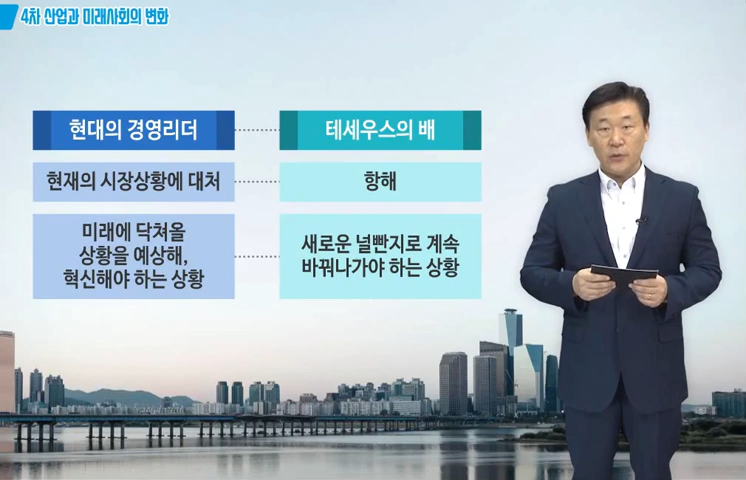 4차 산업과 미래사회의 변화
현대의 경영리더
테세우스의 배
현재의 시장상황에 대처
항해
미래에 닥쳐올
상황을 예상해,
혁신해야 하는 상황
새로운 널빤지로 계속
바꿔나가야 하는 상황